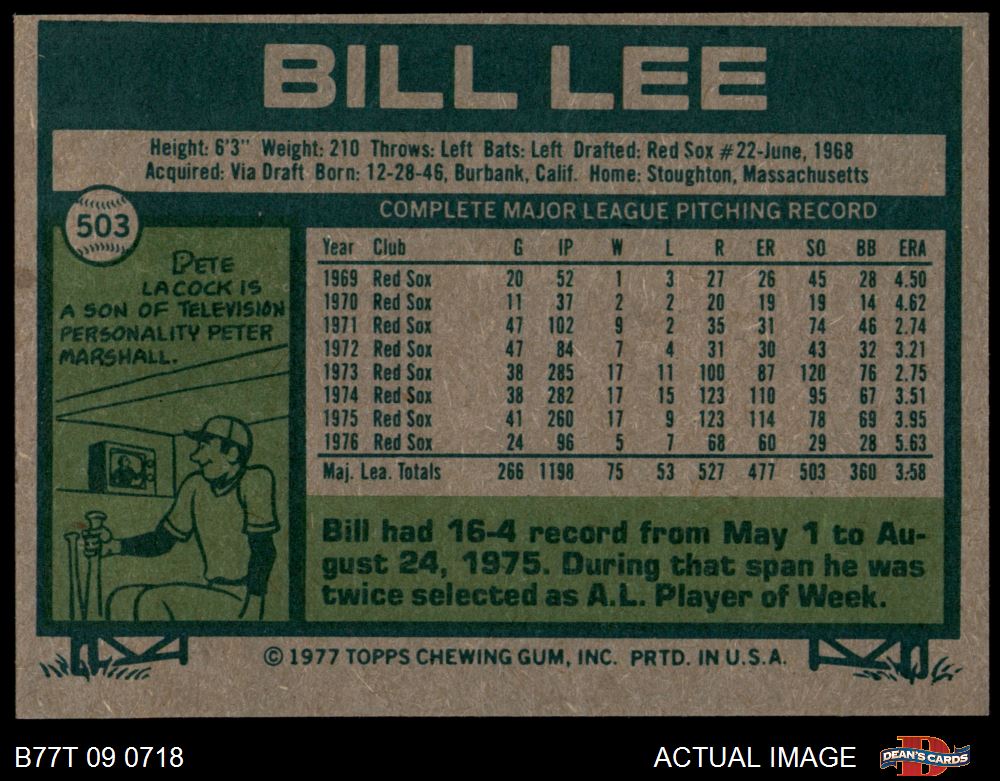 BILL LEE
Height: 6'3" Weight: 210 Throws: Left Bats: Left Drafted: Red Sox #22-June, 1968
Acquired: Via Draft Born: 12-28-46, Burbank, Calif. Home: Stoughton, Massachusetts
503
COMPLETE MAJOR LEAGUE PITCHING RECORD
PETE
LACOCK IS
A SON OF TELEVISION
PERSONALITY PETER
MARSHALL.
Year Club G IP W L R ER SO BB ERA
1969 Red Sox 20 52 1 3 27 26 45 28 4.50
1970 Red Sox 11 37 2 2 20 19 19 14 4.62
1971 Red Sox 47 102 9 2 35 31 74 46 2.74
1972 Red Sox 47 84 7 4 31 30 43 32 3.21
1973 Red Sox 38 285 17 11 100 87 120 76 2.75
1974 Red Sox 38 282 17 15 123 110 95 67 3.51
1975 Red Sox 41 260 17 9 123 114 78 69 3.95
1976 Red Sox 24 96 5 7 68 60 29 28 5.63
Maj. Lea. Totals 266 1198 75 53 527 477 503 360 3.58
Bill had 16-4 record from May 1 to Au-
gust 24, 1975. During that span he was
twice selected as A.L. Player of Week.
© 1977 TOPPS CHEWING GUM, INC. PRTD. IN U.S.A.
B77T 09 0718
ACTUAL IMAGE
D
DEAN'S CARDS